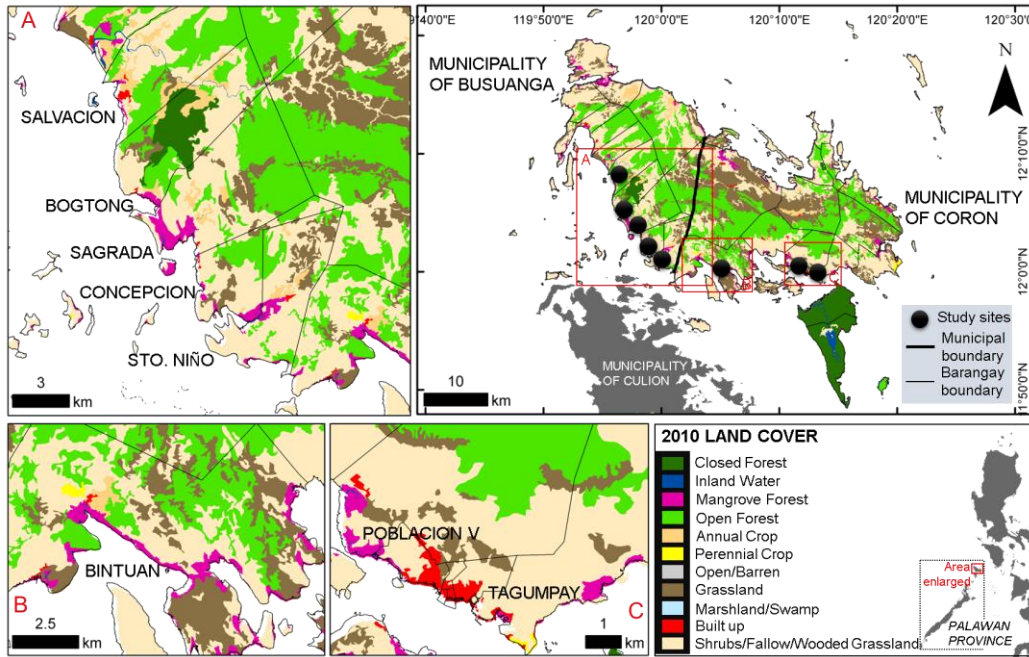 A
SALVACION
BOGTONG
SAGRADA
CONCEPCION
STO. NIÑO
3
km
119°40'0"E
119°50'0"E
120°0'0"E
120°10'0"E
120°20'0"E
120°30'0"E
MUNICIPALITY
OF BUSUANGA
N
A
12°10'0"N
MUNICIPALITY
OF CORON
12°0'0"N
B
C
MUNICIPALITY
OF CULION
Study sites
Municipal
boundary
Barangay
boundary
11°50'0"N
10
km
BINTUAN
B
2.5
km
POBLACION V
TAGUMPAY
C
1
km
2010 LAND COVER
Closed Forest
Inland Water
Mangrove Forest
Open Forest
Annual Crop
Perennial Crop
Open/Barren
Grassland
Marshland/Swamp
Built up
Shrubs/Fallow/Wooded Grassland
Area
enlarged
PALAWAN
PROVINCE